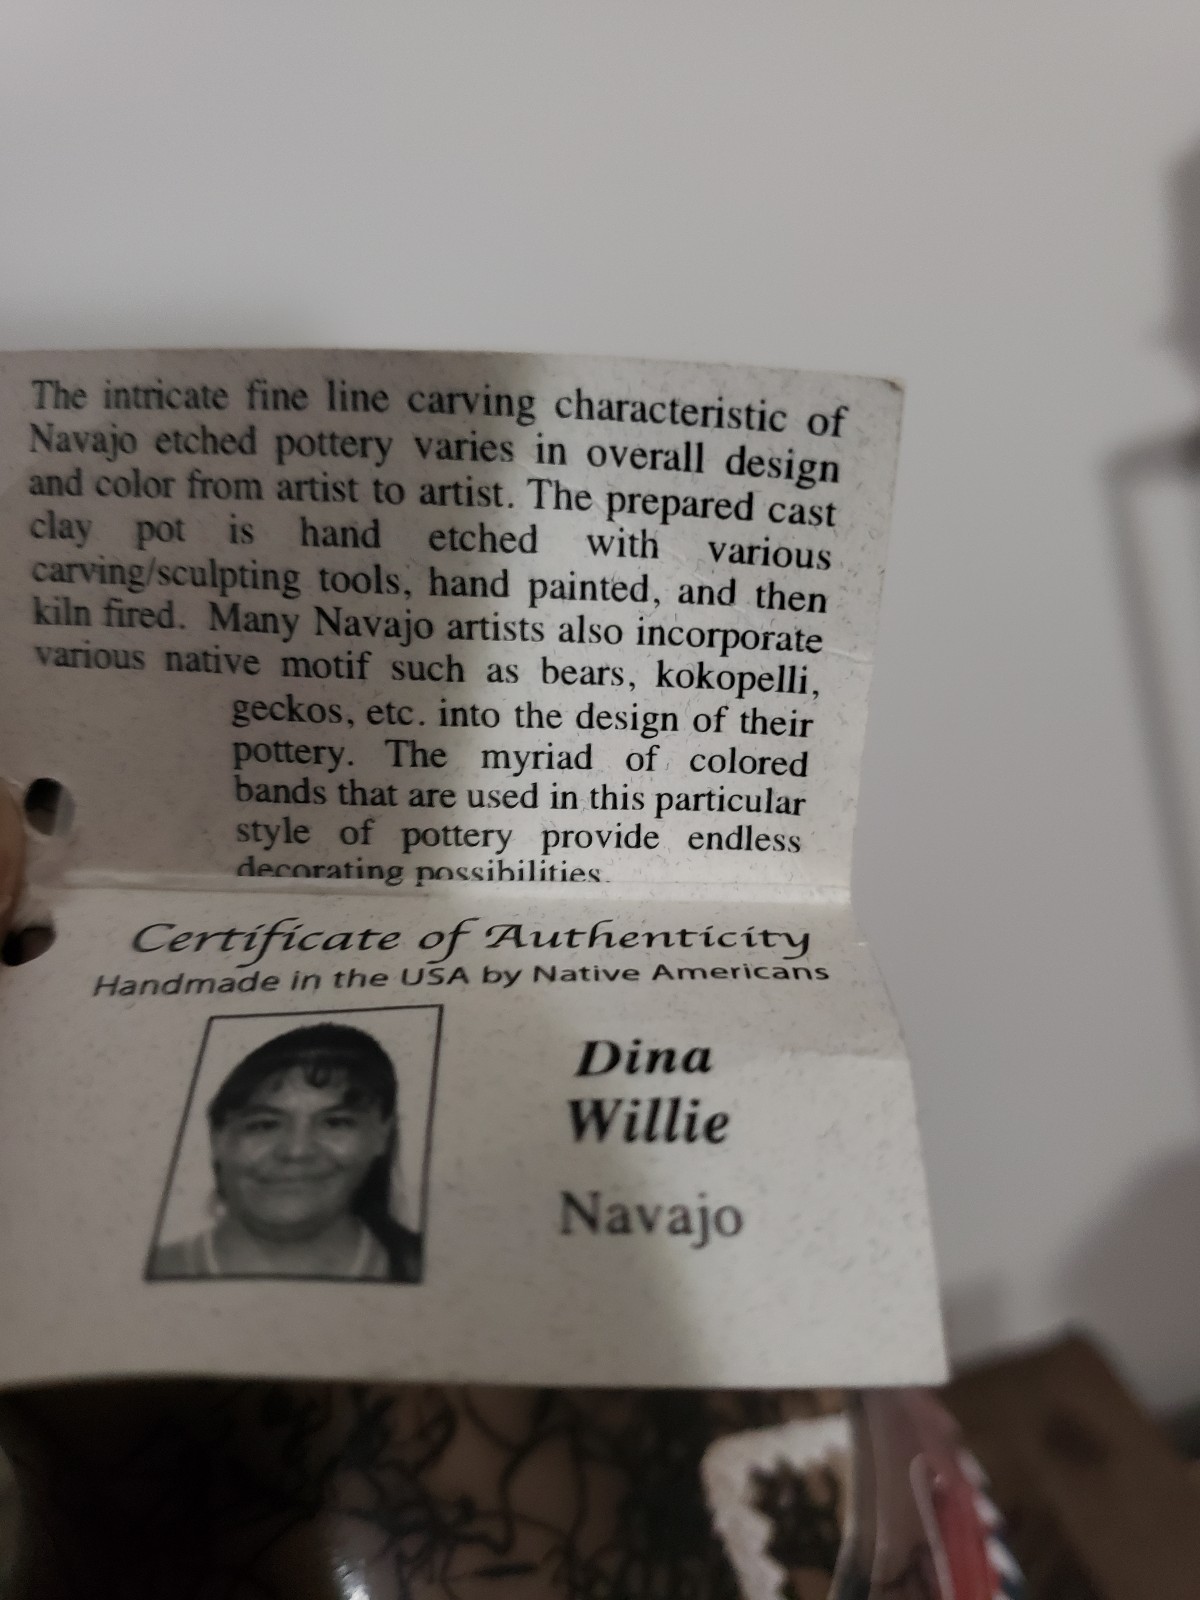 The intricate fine line carving characteristic of
Navajo etched pottery varies in overall design
and color from artist to artist. The prepared cast
clay pot is hand etched with various
carving/sculpting tools, hand painted, and then
kiln fired. Many Navajo artists also incorporate
various native motif such as bears, kokopelli,
geckos, etc. into the design of their
pottery. The myriad of colored
bands that are used in this particular
style of pottery provide endless
decorating possibilities.
Certificate of Authenticity
Handmade in the USA by Native Americans
Dina
Willie
Navajo